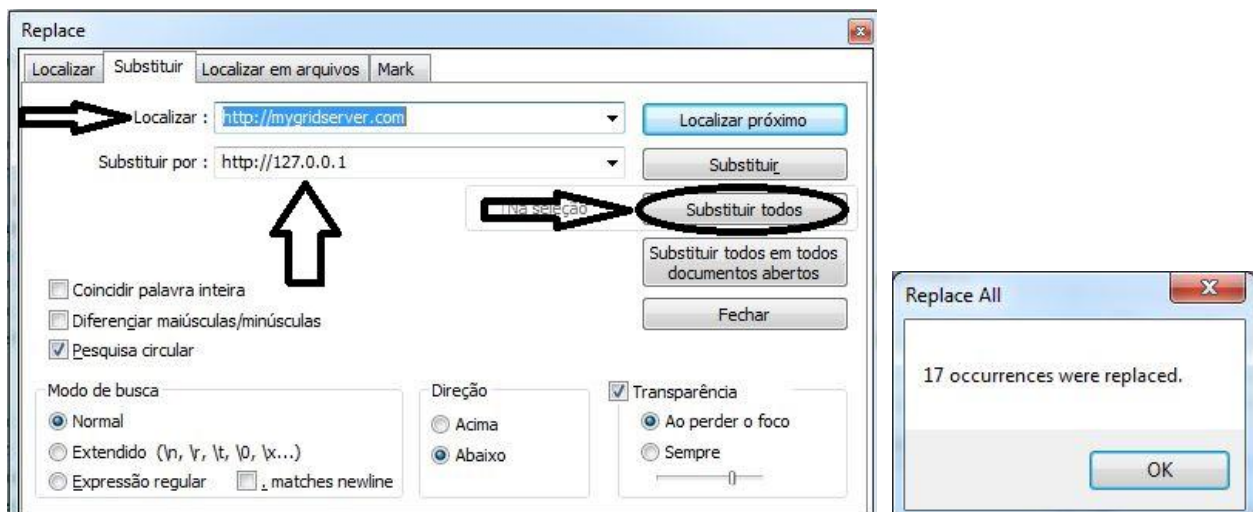 Replace
Localizar Substituir Localizar em arquivos Mark
Localizar : http://mygridserver.com Localizar próximo
Substituir por : http://127.0.0.1 Substituir
Na seleção Substituir todos
Substituir todos em todos
documentos abertos
Coincidir palavra inteira
Diferençiar maiúsculas/minúsculas Fechar
Pesquisa circular
Modo de busca Direção Transparência
Normal Acima Ao perder o foco
Extendido (\n, \r, \t, \0, \x...) Abaixo Sempre
Expressão regular . matches newline
Replace All
17 occurrences were replaced.
OK